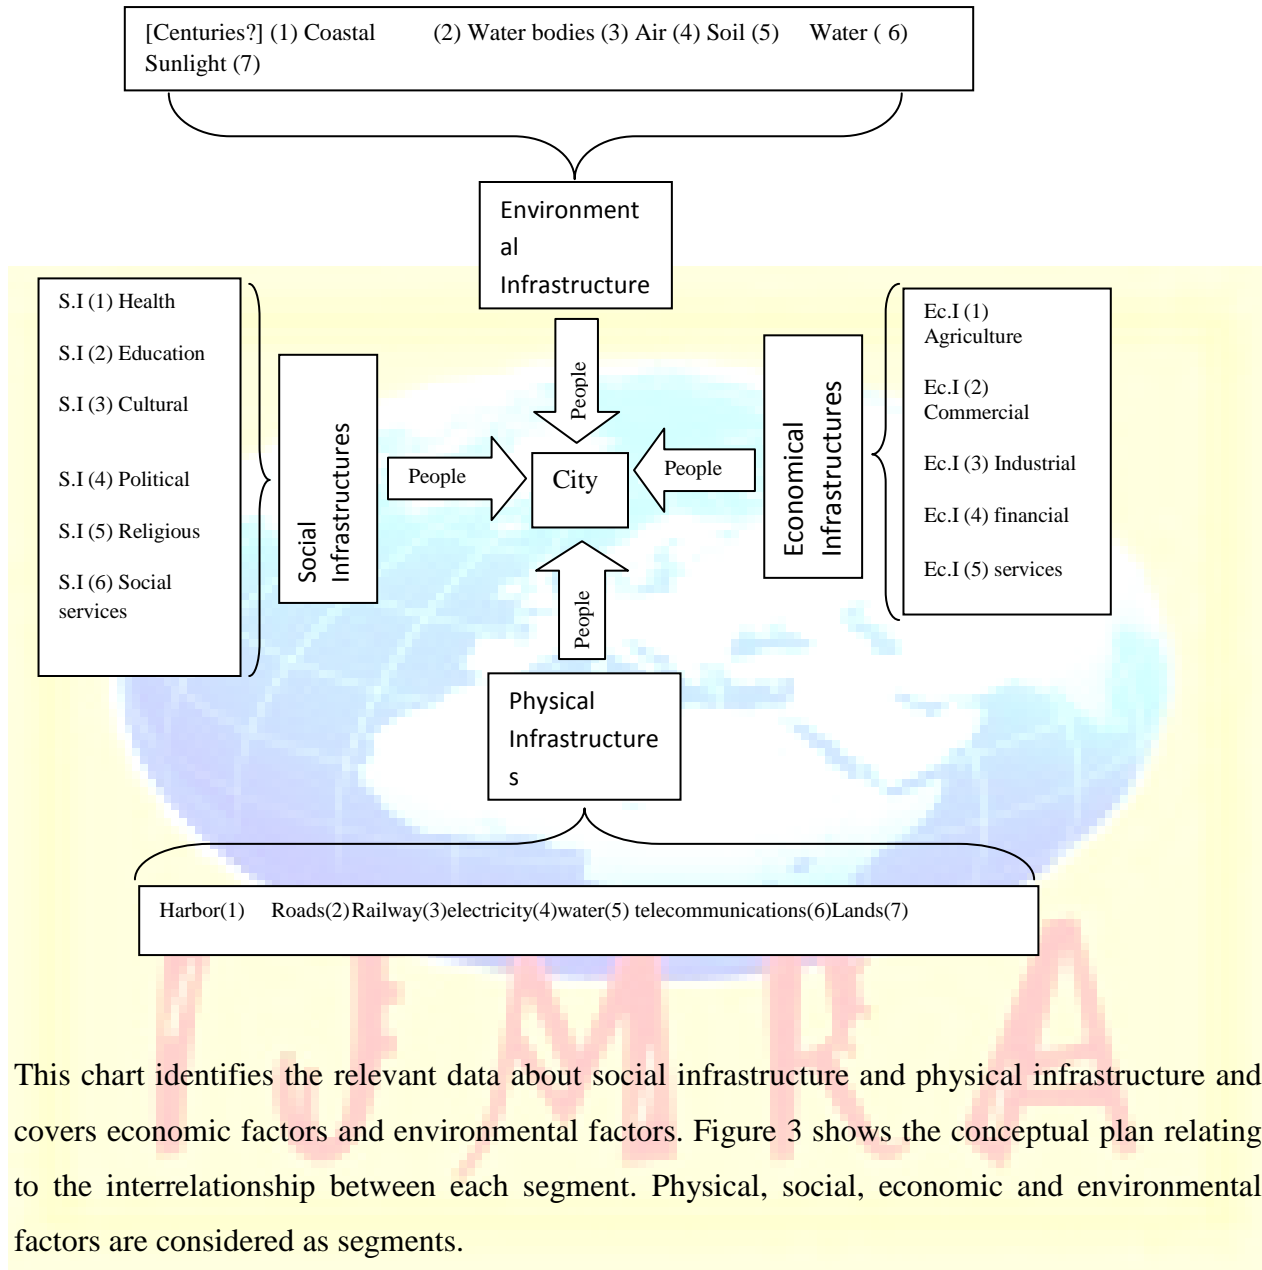 [Centuries?] (1) Coastal (2) Water bodies (3) Air (4) Soil (5) Water ( 6)
Sunlight (7)
Environment
al
Infrastructure
S.I (1) Health
S.I (2) Education
S.I (3) Cultural
S.I (4) Political
S.I (5) Religious
S.I (6) Social
services
Social
Infrastructures
People
People
City
People
People
Economical
Infrastructures
Ec.I (1)
Agriculture
Ec.I (2)
Commercial
Ec.I (3) Industrial
Ec.I (4) financial
Ec.I (5) services
Physical
Infrastructure
s
Harbor(1) Roads(2)Railway(3)electricity(4)water(5) telecommunications(6)Lands(7)
IJMRA
This chart identifies the relevant data about social infrastructure and physical infrastructure and
covers economic factors and environmental factors. Figure 3 shows the conceptual plan relating
to the interrelationship between each segment. Physical, social, economic and environmental
factors are considered as segments.